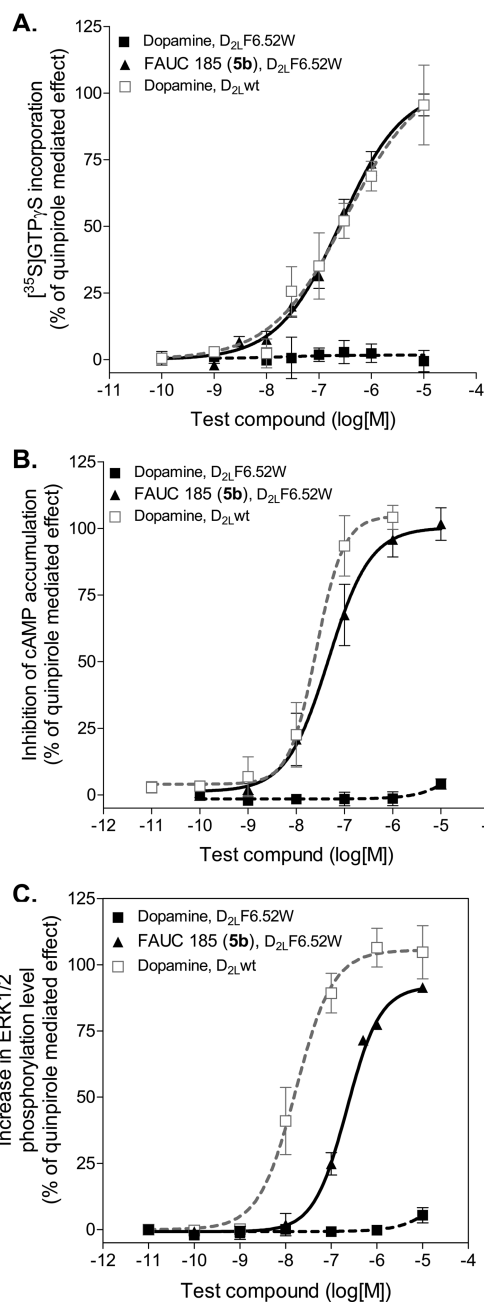 A.
Dopamine, D2LF6.52W
FAUC 185 (5b), D2LF6.52W
Dopamine, D2Lwt
[35S]GTPγS incorporation
(% of quinpirole mediated effect)
125
100
75
50
25
0
-11 -10 -9 -8 -7 -6 -5 -4
Test compound (log[M])
B.
Dopamine, D2LF6.52W
FAUC 185 (5b), D2LF6.52W
Dopamine, D2Lwt
Inhibition of cAMP accumulation
(% of quinpirole mediated effect)
125
100
75
50
25
0
-12 -11 -10 -9 -8 -7 -6 -5 -4
Test compund (log[M])
C.
Dopamine, D2LF6.52W
FAUC 185 (5b), D2LF6.52W
Dopamine, D2Lwt
Increase in ERK1/2
phosphorylation level
(% of quinpirole mediated effect)
125
100
75
50
25
0
-12 -11 -10 -9 -8 -7 -6 -5 -4
Test compound (log[M])